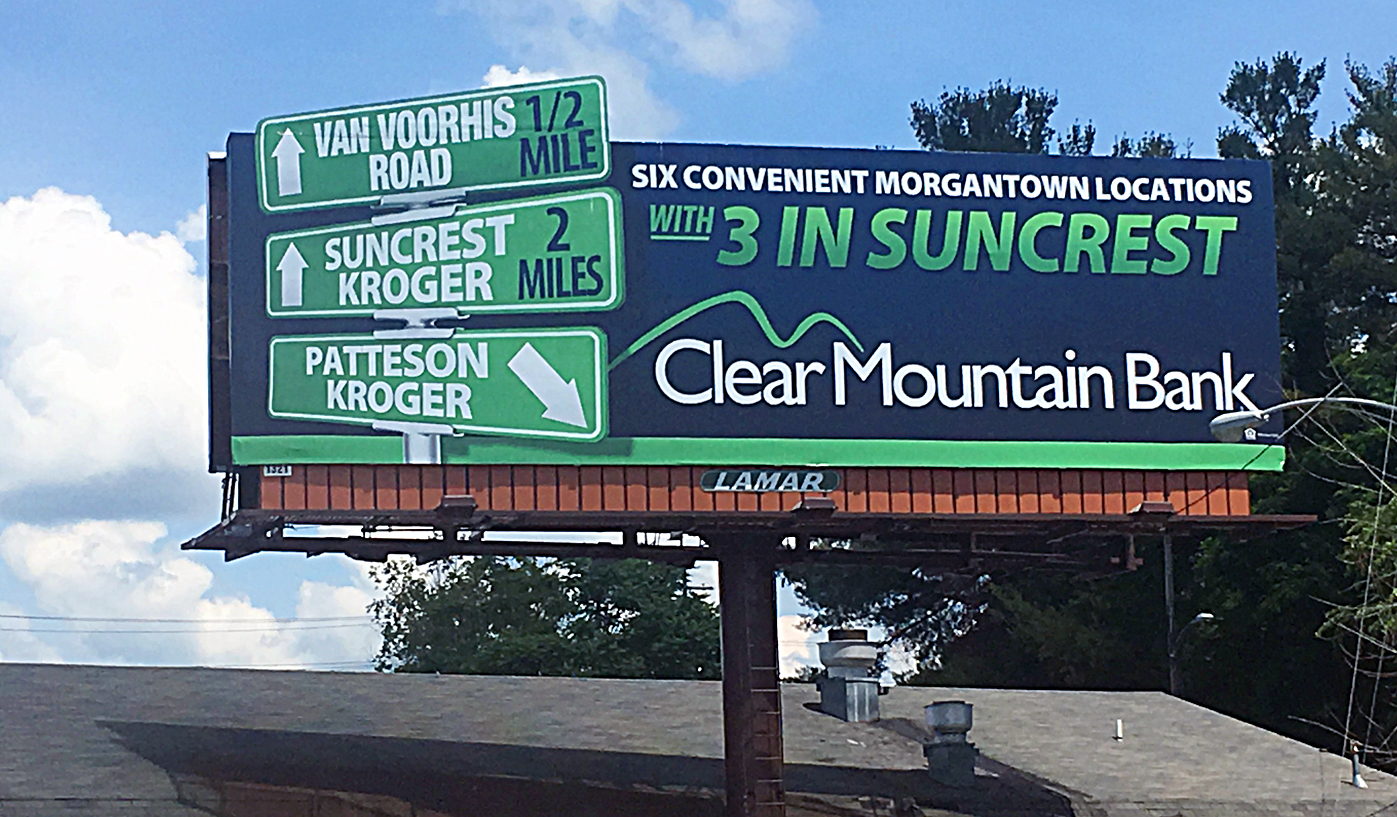 VAN VOORHIS
ROAD
1/2
MILE
SUNCREST
KROGER
2
MILES
PATTESON
KROGER
SIX CONVENIENT MORGANTOWN LOCATIONS
WITH 3 IN SUNCREST
Clear Mountain Bank
1321
LAMAR